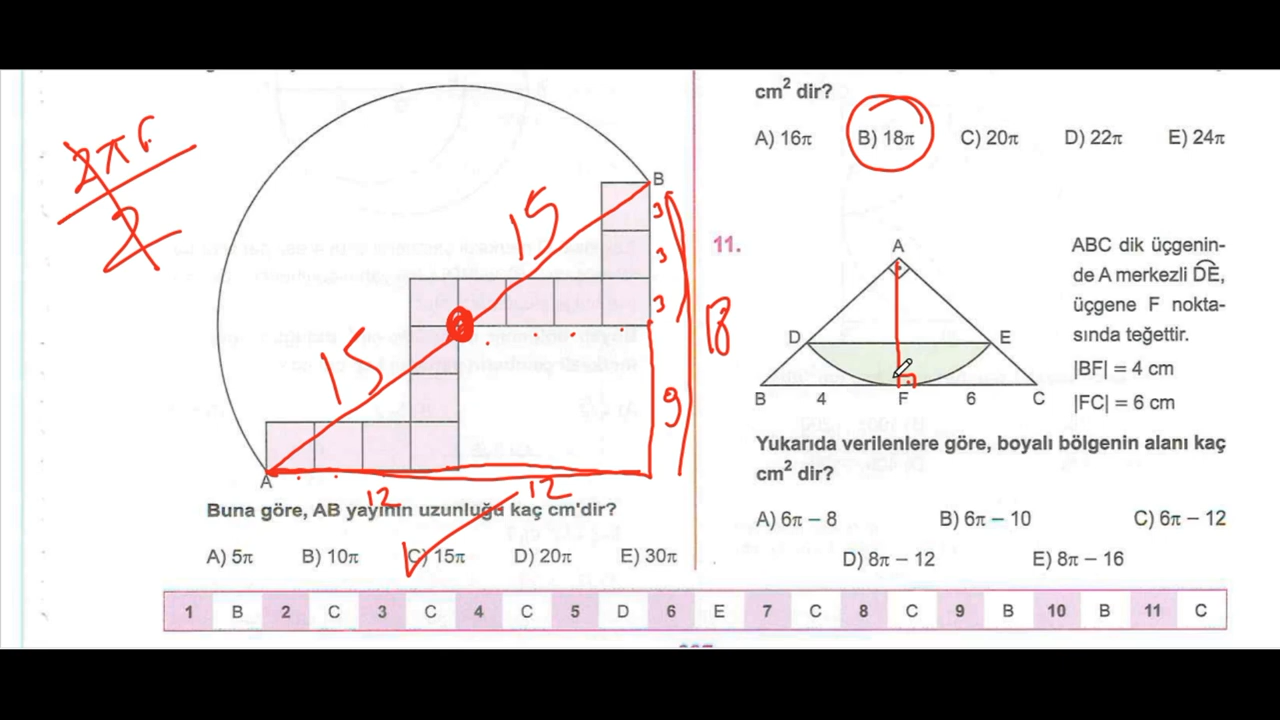 cm² dir?
A) 16π B) 18π C) 20π D) 22π E) 24π
2πr
2
B
15
3
3
3
15
B
9
A
12
12
Buna göre, AB yayının uzunluğu kaç cm'dir?
A) 5π B) 10π C) 15π D) 20π E) 30π
11.
A
D
E
B 4 F 6 C
ABC dik üçgenin-
de A merkezli DE,
üçgene F nokta-
sında teğettir.
|BF| = 4 cm
|FC| = 6 cm
Yukarıda verilenlere göre, boyalı bölgenin alanı kaç
cm² dir?
A) 6π − 8 B) 6π − 10 C) 6π − 12
D) 8π − 12 E) 8π − 16
1 B 2 C 3 C 4 C 5 D 6 E 7 C 8 C 9 B 10 B 11 C